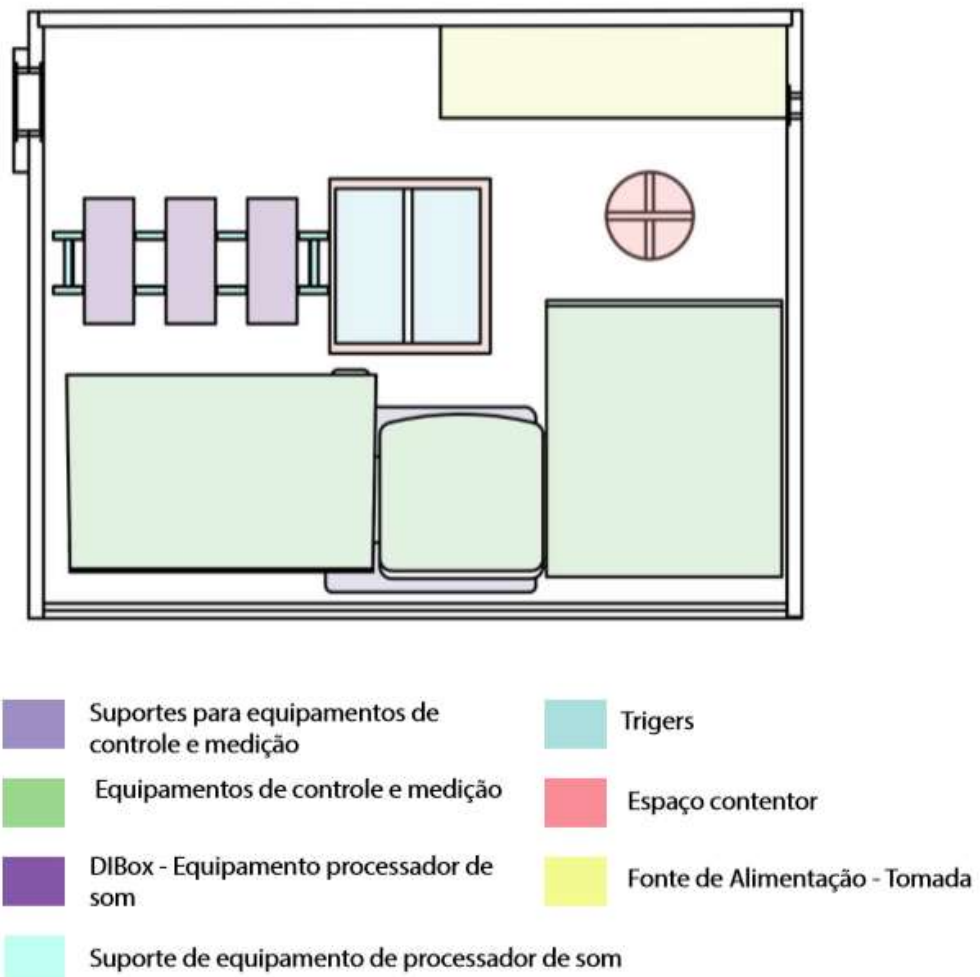 Suportes para equipamentos de
controle e medição
Equipamentos de controle e medição
DIBox - Equipamento processador de
som
Suporte de equipamento de processador de som
Trigers
Espaço contentor
Fonte de Alimentação - Tomada